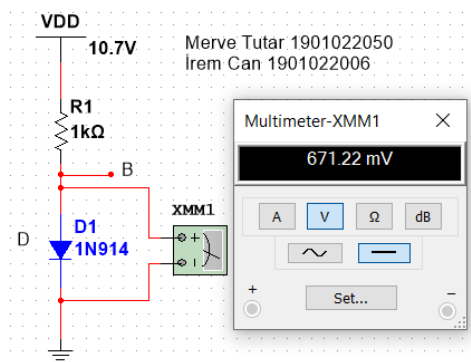 VDD
10.7V
Merve Tutar 1901022050
İrem Can 1901022006
R1
1kΩ
B
D
D1
1N914
XMM1
+
Multimeter-XMM1
671.22 mV
A V Ω dB
+ Set... -